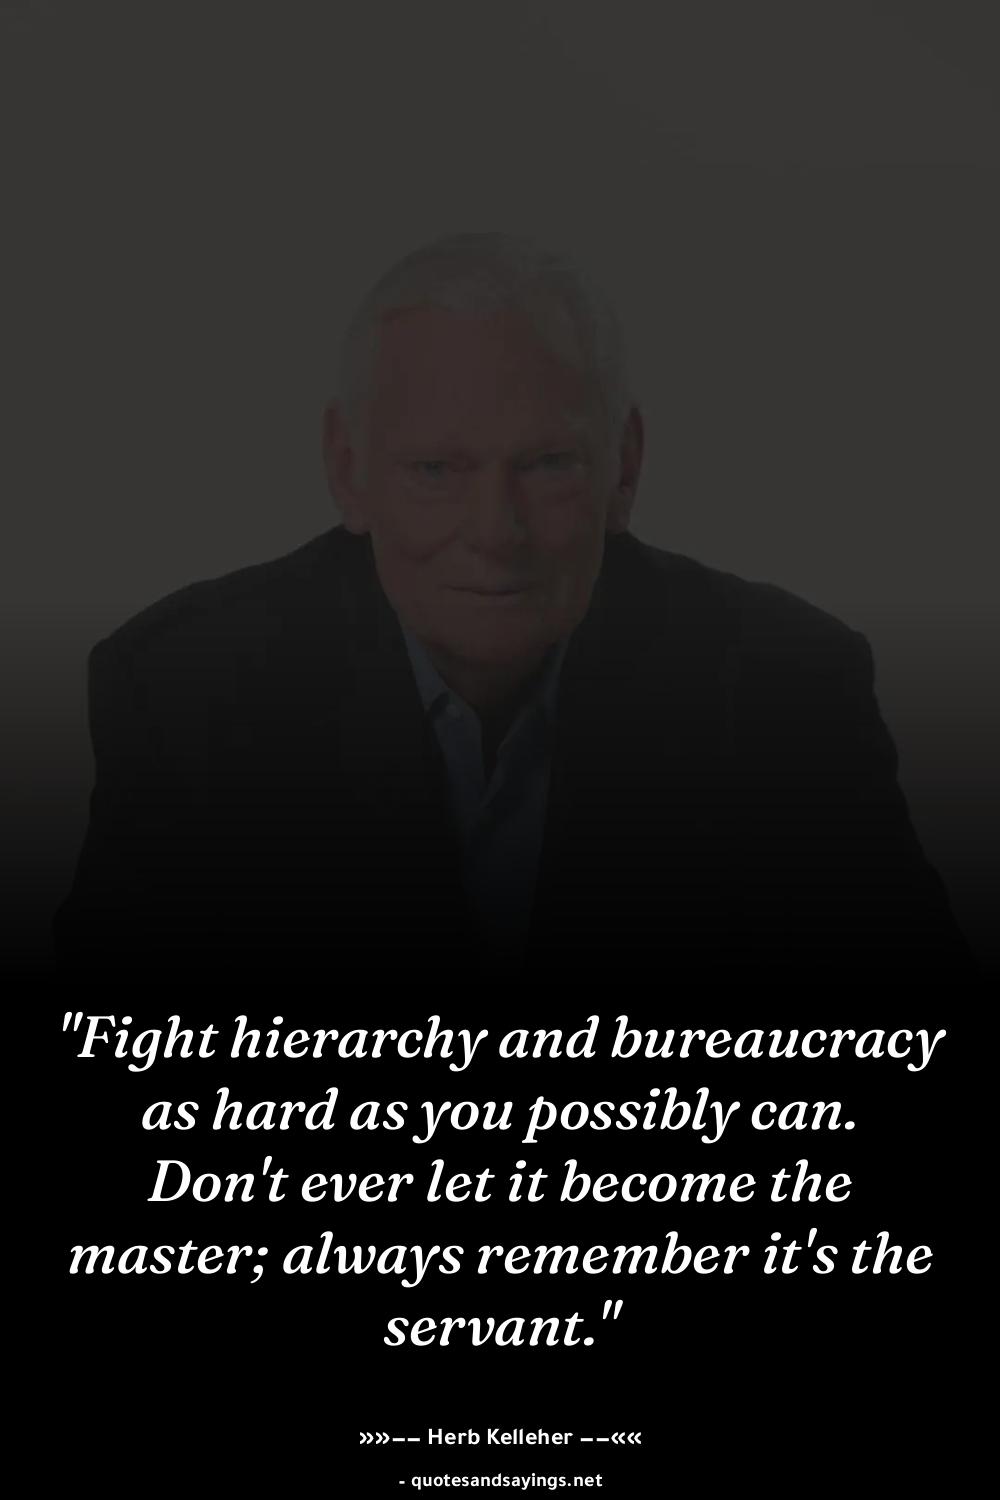 "Fight hierarchy and bureaucracy
as hard as you possibly can.
Don't ever let it become the
master; always remember it's the
servant."
»»–– Herb Kelleher ––««
- quotesandsayings.net